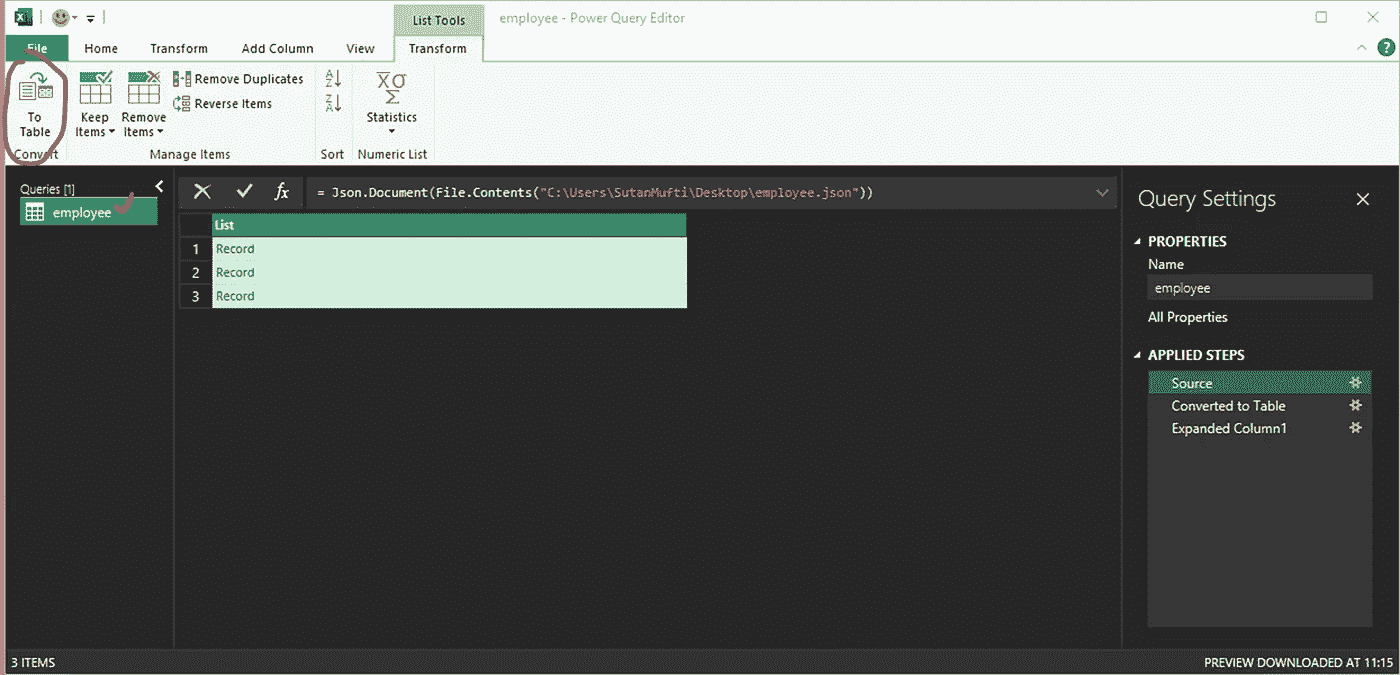 List Tools
employee - Power Query Editor
File Home Transform Add Column View Transform
?
To Table
Convert
Keep Items
Remove Items
Remove Duplicates
Reverse Items
Manage Items
Sort
Statistics
Numeric List
Queries [1]
employee
fx
= Json.Document(File.Contents("C:\Users\SutanMufti\Desktop\employee.json"))
List
1 Record
2 Record
3 Record
Query Settings
PROPERTIES
Name
employee
All Properties
APPLIED STEPS
Source
Converted to Table
Expanded Column1
3 ITEMS
PREVIEW DOWNLOADED AT 11:15